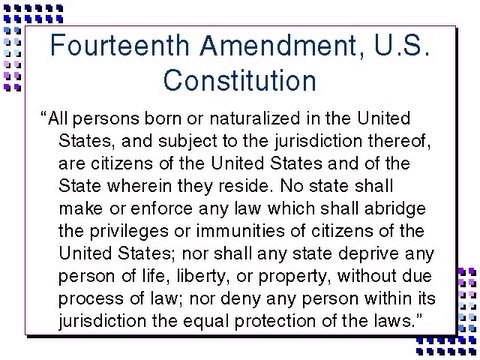 Fourteenth Amendment, U.S.
Constitution
“All persons born or naturalized in the United
States, and subject to the jurisdiction thereof,
are citizens of the United States and of the
State wherein they reside. No state shall
make or enforce any law which shall abridge
the privileges or immunities of citizens of the
United States; nor shall any state deprive any
person of life, liberty, or property, without due
process of law; nor deny any person within its
jurisdiction the equal protection of the laws.”